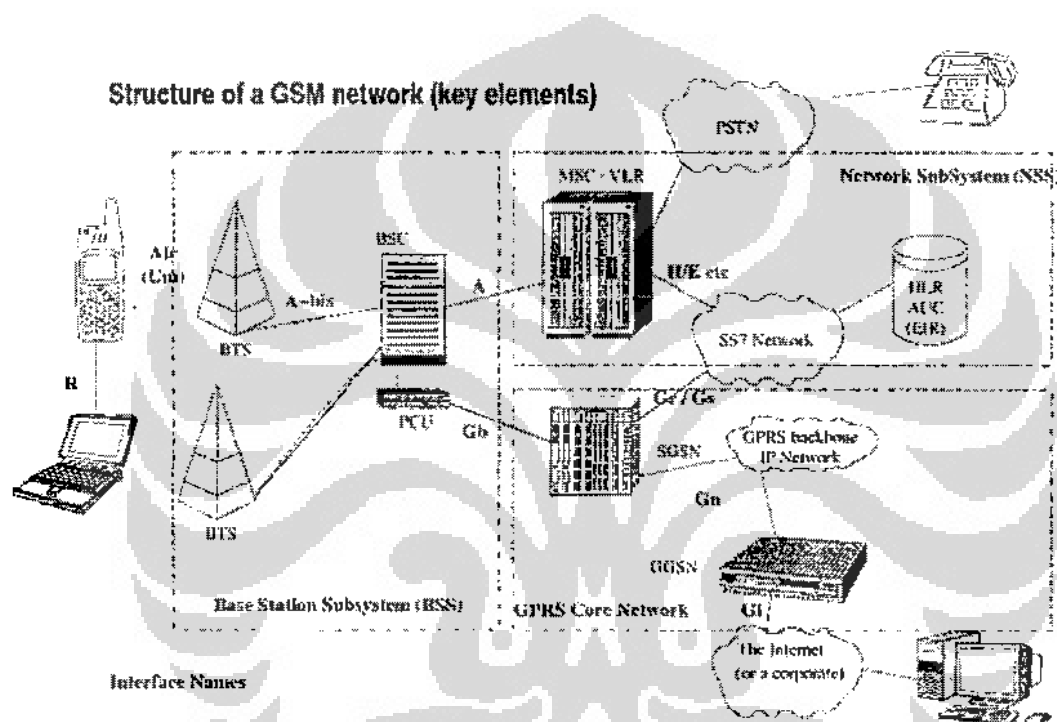 Structure of a GSM network (key elements)
PSTN
MSC - VLR
Network SubSystem (NSS)
BSC
Air
(Um)
A-bis
A
H/E etc
HLR
AUC
(EIR)
BTS
SS7 Network
R
PCU
Gb
Gr / Gs
SGSN
GPRS backbone
IP Network
Gn
BTS
GGSN
Base Station Subsystem (BSS)
GPRS Core Network
Gi
The Internet
(or a corporate)
Interface Names